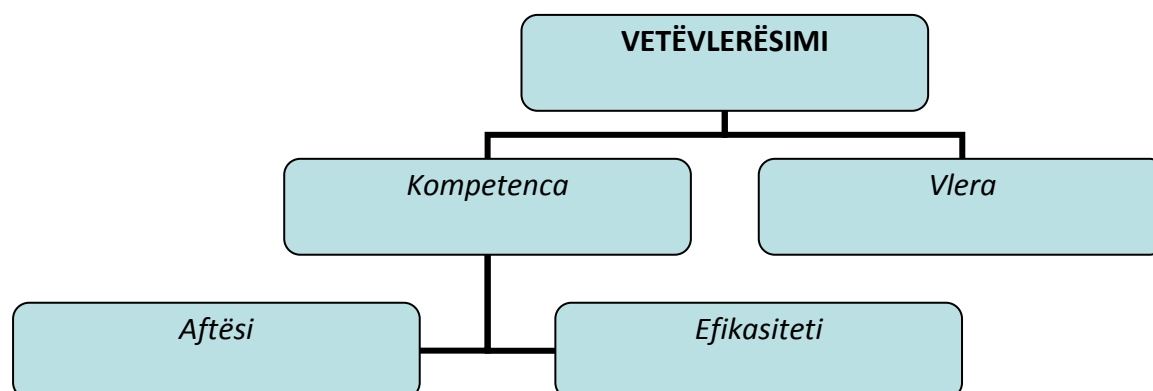 VETËVLERËSIMI
Kompetenca
Vlera
Aftësi
Efikasiteti